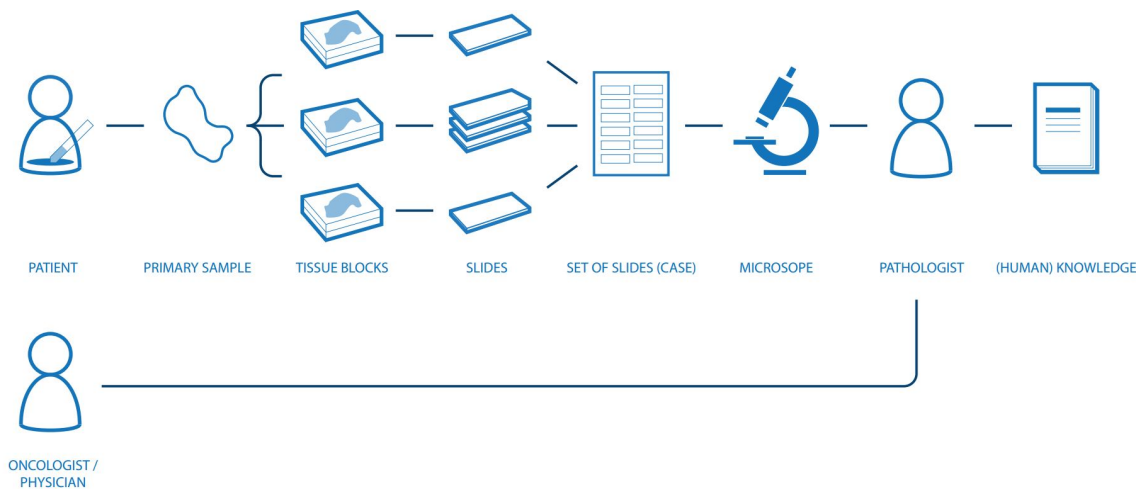 PATIENT
PRIMARY SAMPLE
TISSUE BLOCKS
SLIDES
SET OF SLIDES (CASE)
MICROSOPE
PATHOLOGIST
(HUMAN) KNOWLEDGE
ONCOLOGIST /
PHYSICIAN